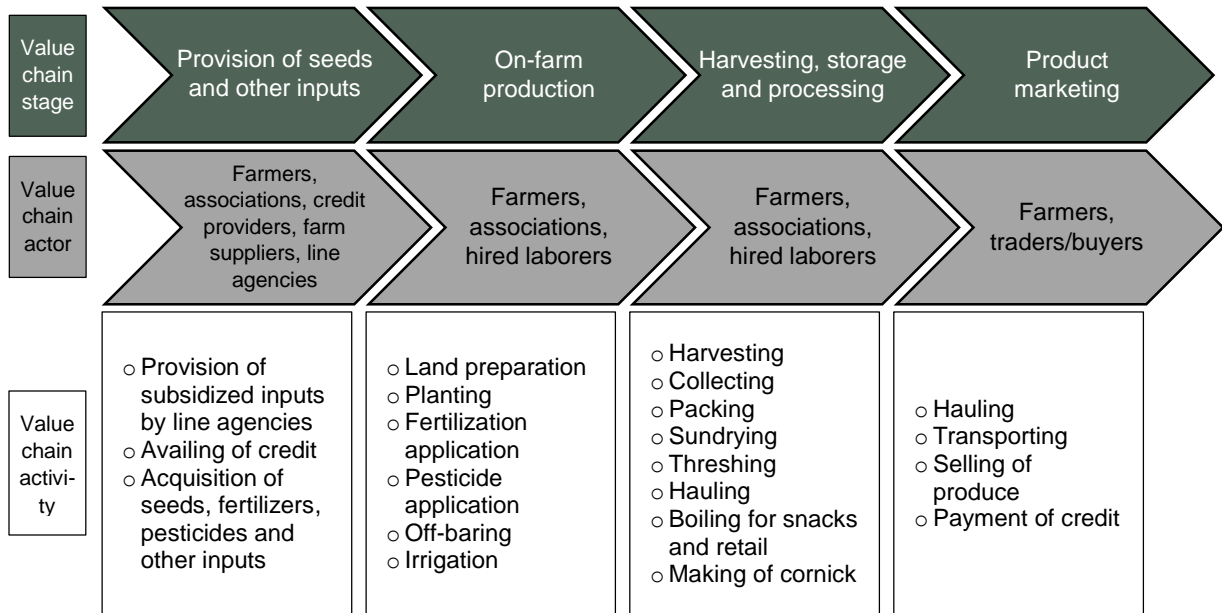 Value
chain
stage
Provision of seeds
and other inputs
On-farm
production
Harvesting, storage
and processing
Product
marketing
Value
chain
actor
Farmers,
associations, credit
providers, farm
suppliers, line
agencies
Farmers,
associations,
hired laborers
Farmers,
associations,
hired laborers
Farmers,
traders/buyers
Value
chain
activi-
ty
○ Provision of
subsidized inputs
by line agencies
○ Availing of credit
○ Acquisition of
seeds, fertilizers,
pesticides and
other inputs
○ Land preparation
○ Planting
○ Fertilization
application
○ Pesticide
application
○ Off-baring
○ Irrigation
○ Harvesting
○ Collecting
○ Packing
○ Sundrying
○ Threshing
○ Hauling
○ Boiling for snacks
and retail
○ Making of cornick
○ Hauling
○ Transporting
○ Selling of
produce
○ Payment of credit